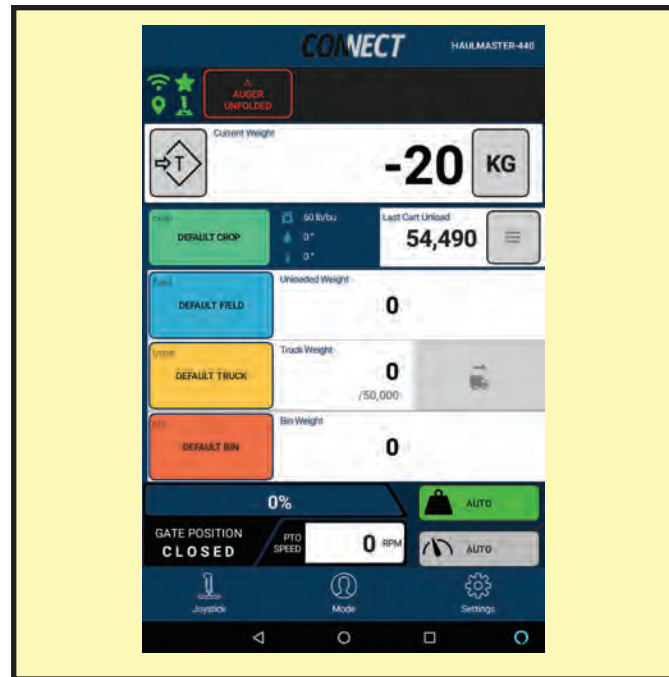 CONNECT
HAULMASTER-440
⚠
AUGER
UNFOLDED
Current Weight
T
-20
KG
DEFAULT CROP
60 lb/bu
0°
0°
Last Cart Unload
54,490
Field
DEFAULT FIELD
Unloaded Weight
0
DEFAULT TRUCK
Truck Weight
0
/50,000
DEFAULT BIN
Bin Weight
0
0%
AUTO
GATE POSITION
CLOSED
PTO
SPEED
0 RPM
AUTO
Joystick
Mode
Settings